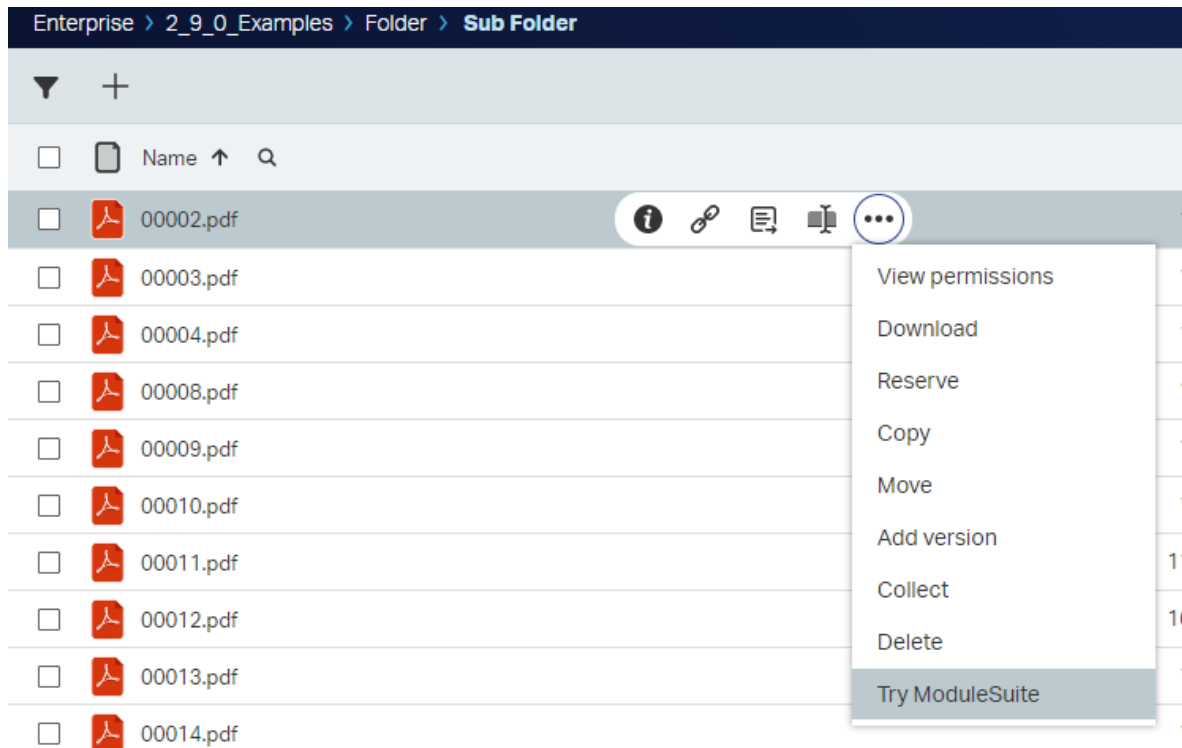 Enterprise > 2_9_0_Examples > Folder > Sub Folder
Name
00002.pdf
View permissions
00003.pdf
Download
00004.pdf
Reserve
00008.pdf
Copy
00009.pdf
Move
00010.pdf
Add version
00011.pdf
Collect
00012.pdf
Delete
00013.pdf
Try ModuleSuite
00014.pdf